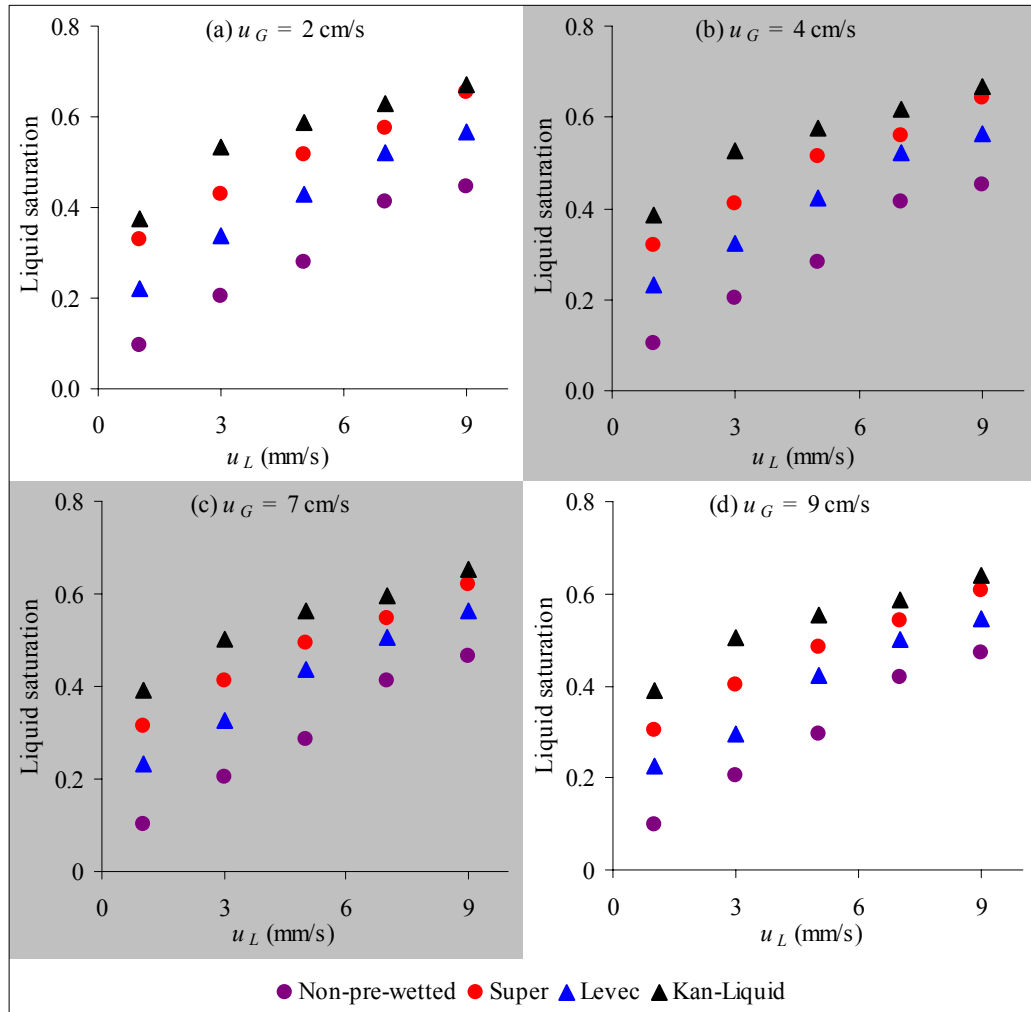 (a) u G = 2 cm/s
Liquid saturation
0.8
0.6
0.4
0.2
0.0
0 3 6 9
u L (mm/s)
(b) u G = 4 cm/s
Liquid saturation
0.8
0.6
0.4
0.2
0.0
0 3 6 9
u L (mm/s)
(c) u G = 7 cm/s
Liquid saturation
0.8
0.6
0.4
0.2
0
0 3 6 9
u L (mm/s)
(d) u G = 9 cm/s
Liquid saturation
0.8
0.6
0.4
0.2
0
0 3 6 9
u L (mm/s)
Non-pre-wetted Super Levec Kan-Liquid